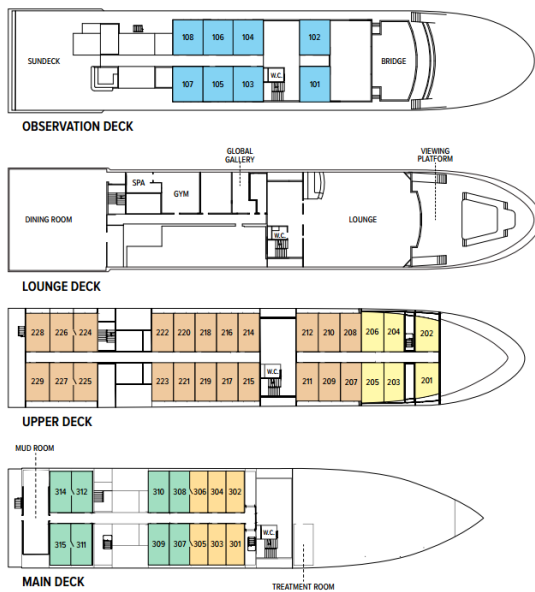 108 106 104 102
SUNDECK
W.C.
BRIDGE
107 105 103 101
OBSERVATION DECK
GLOBAL
GALLERY
VIEWING
PLATFORM
SPA
GYM
DINING ROOM
LOUNGE
W.C.
LOUNGE DECK
228 226 224 222 220 218 216 214 212 210 208 206 204 202
W.C.
229 227 225 223 221 219 217 215 211 209 207 205 203 201
UPPER DECK
MUD ROOM
314 312 310 308 306 304 302
W.C.
315 311 309 307 305 303 301
MAIN DECK
TREATMENT ROOM